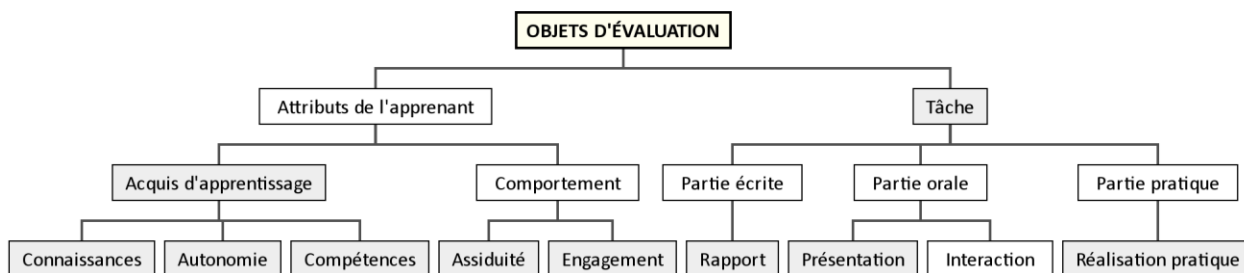 OBJETS D'ÉVALUATION
Attributs de l'apprenant
Tâche
Acquis d'apprentissage
Comportement
Partie écrite
Partie orale
Partie pratique
Connaissances
Autonomie
Compétences
Assiduité
Engagement
Rapport
Présentation
Interaction
Réalisation pratique